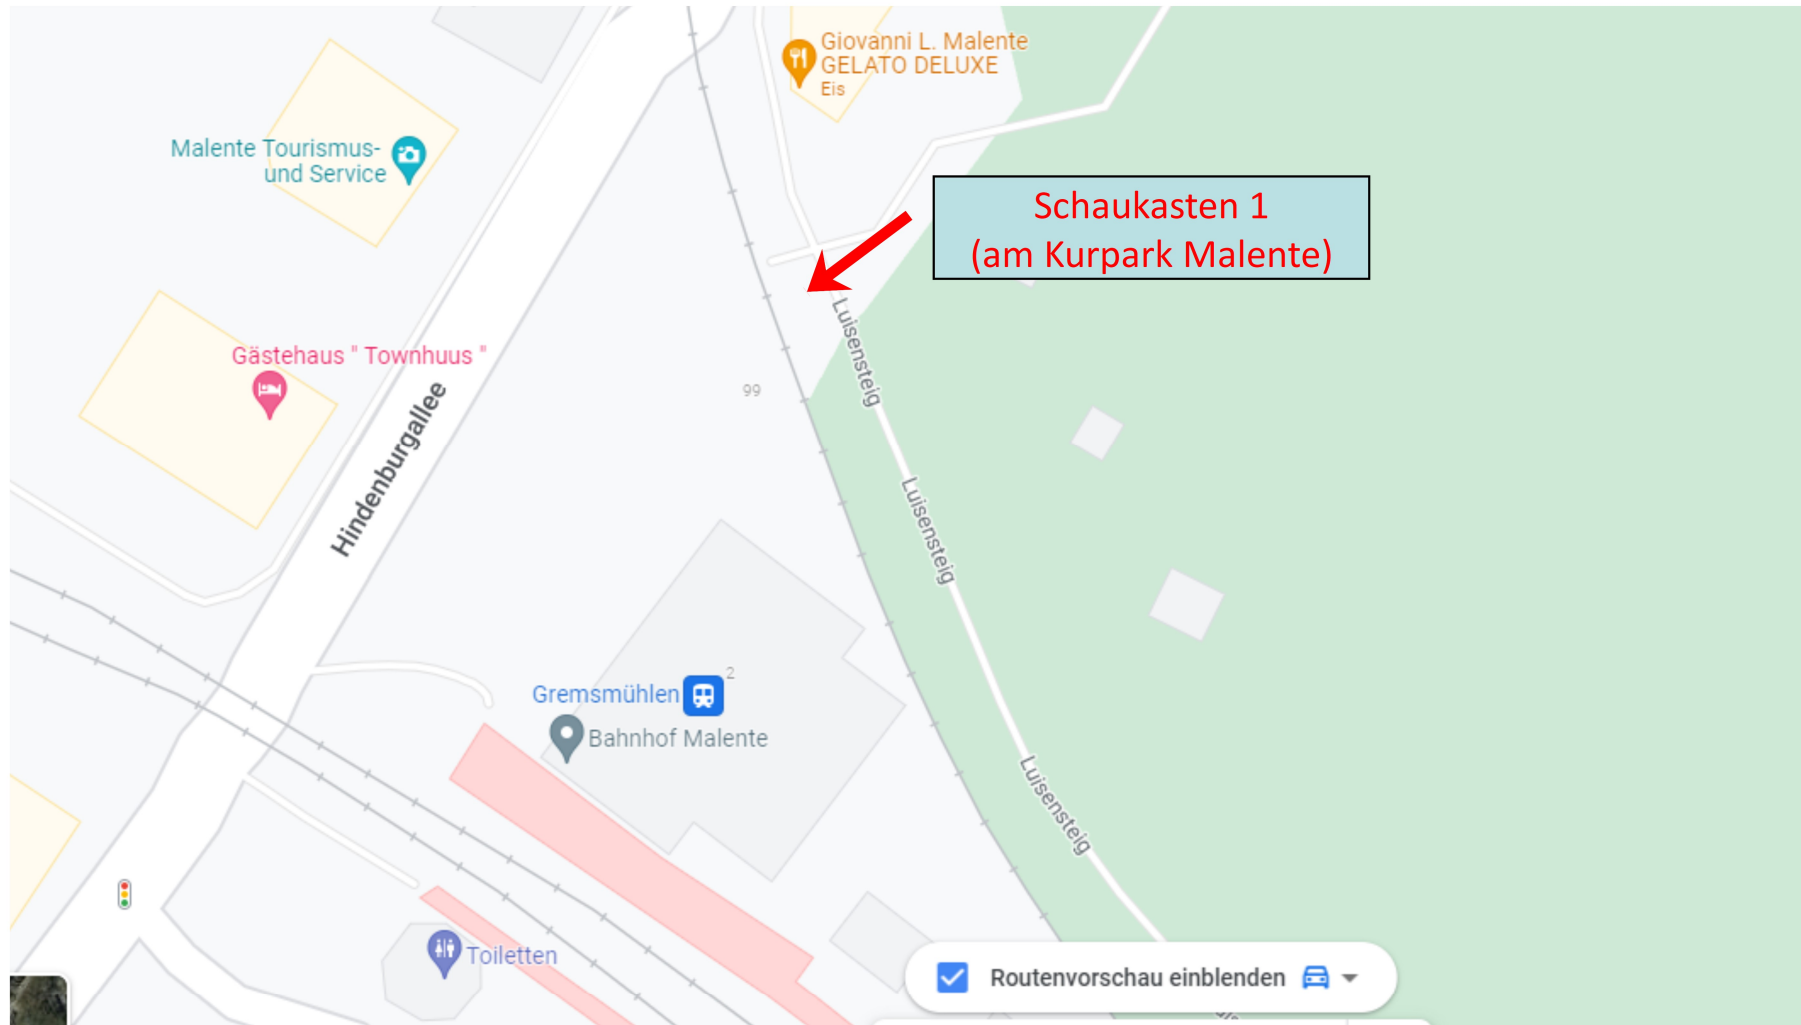 Giovanni L. Malente
GELATO DELUXE
Eis
Malente Tourismus-
und Service
Schaukasten 1
(am Kurpark Malente)
Luisensteig
Gästehaus " Townhuus "
99
Hindenburgallee
Luisensteig
2
Gremsmühlen
Bahnhof Malente
Luisensteig
Toiletten
Routenvorschau einblenden